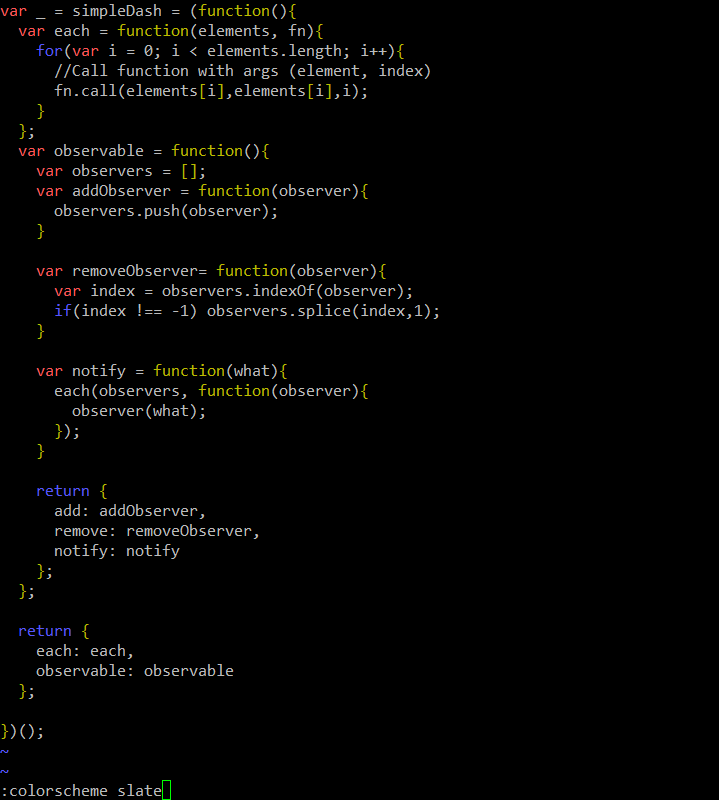 var _ = simpleDash = (function(){
  var each = function(elements, fn){
    for(var i = 0; i < elements.length; i++){
      //Call function with args (element, index)
      fn.call(elements[i],elements[i],i);
    }
  };
  var observable = function(){
    var observers = [];
    var addObserver = function(observer){
      observers.push(observer);
    }

    var removeObserver= function(observer){
      var index = observers.indexOf(observer);
      if(index !== -1) observers.splice(index,1);
    }

    var notify = function(what){
      each(observers, function(observer){
        observer(what);
      });
    }

    return {
      add: addObserver,
      remove: removeObserver,
      notify: notify
    };
  };

  return {
    each: each,
    observable: observable
  };

})();
~
~
:colorscheme slate